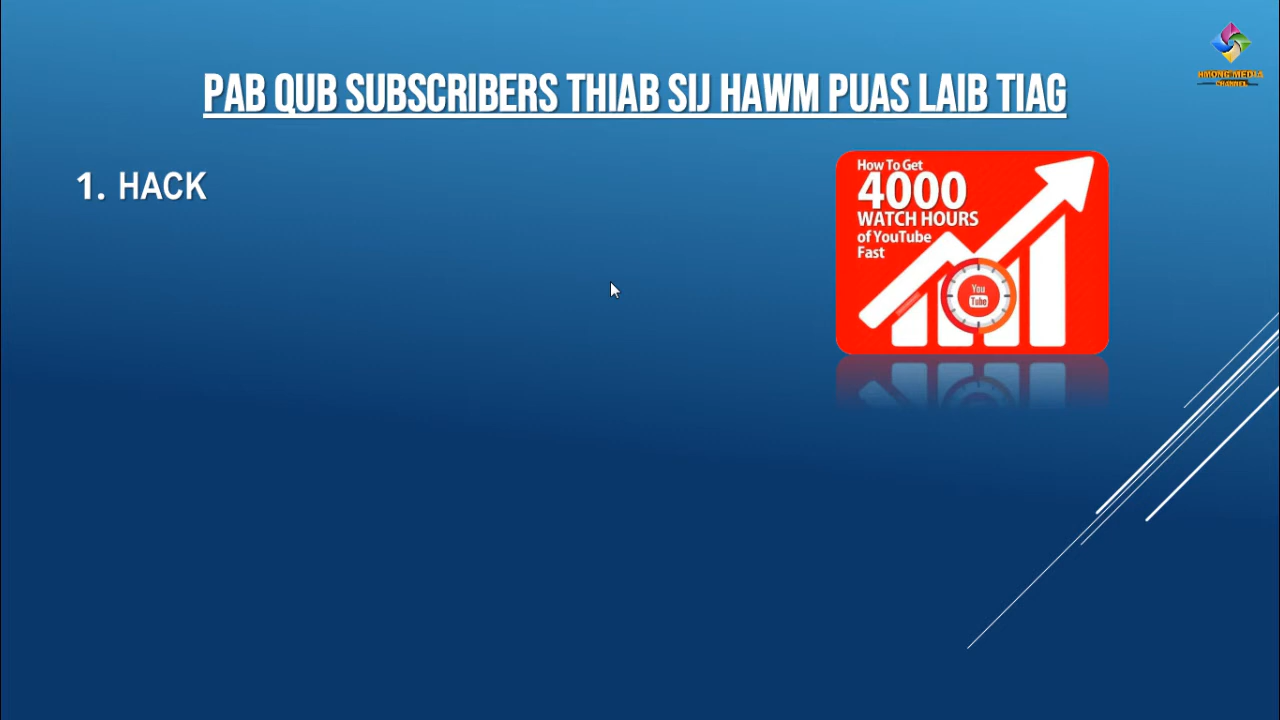 HMONG MEDIA
CHANNEL
PAB QUB SUBSCRIBERS THIAB SIJ HAWM PUAS LAIB TIAG
1. HACK
How To Get
4000
WATCH HOURS
of YouTube
Fast
You
Tube